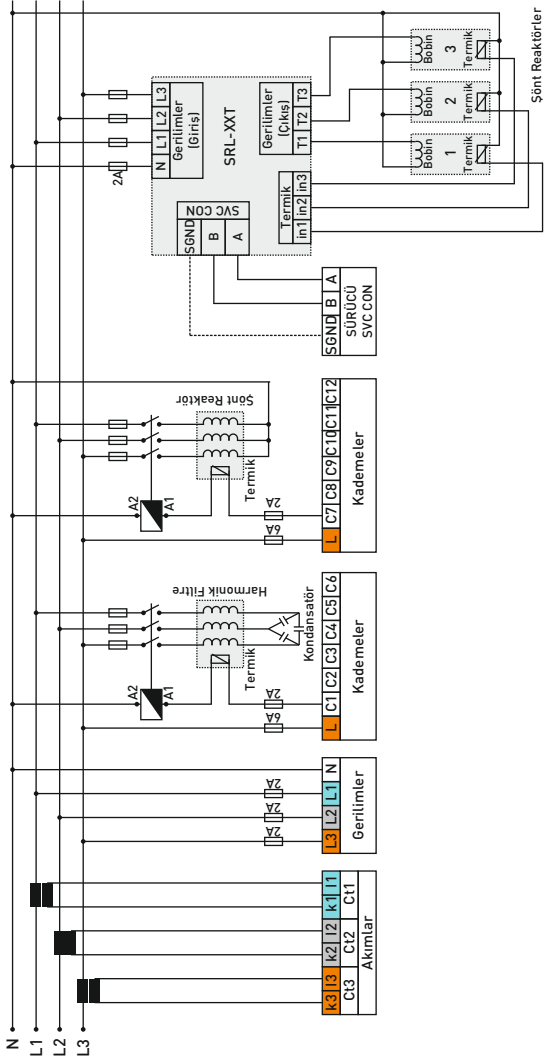 N
L1
L2
L3
k3 l3 k2 l2 k1 l1
Ct3 Ct2 Ct1
Akımlar
2A 2A 2A
L3 L2 L1 N
Gerilimler
A2
A1
Harmonik Filtre
Termik
Kondansatör
6A 2A
L C1 C2 C3 C4 C5 C6
Kademeler
A2
A1
Şönt Reaktör
Termik
6A 2A
L C7 C8 C9 C10 C11 C12
Kademeler
SGND B A
SÜRÜCÜ
SVC CON
2A
N L1 L2 L3
Gerilimler
(Giriş)
SRL-XXT
SVC CON
SGND
B
A
Termik
in1 in2 in3
Gerilimler
(Çıkış)
T1 T2 T3
Bobin
1
Termik
Bobin
2
Termik
Bobin
3
Termik
Şönt Reaktörler